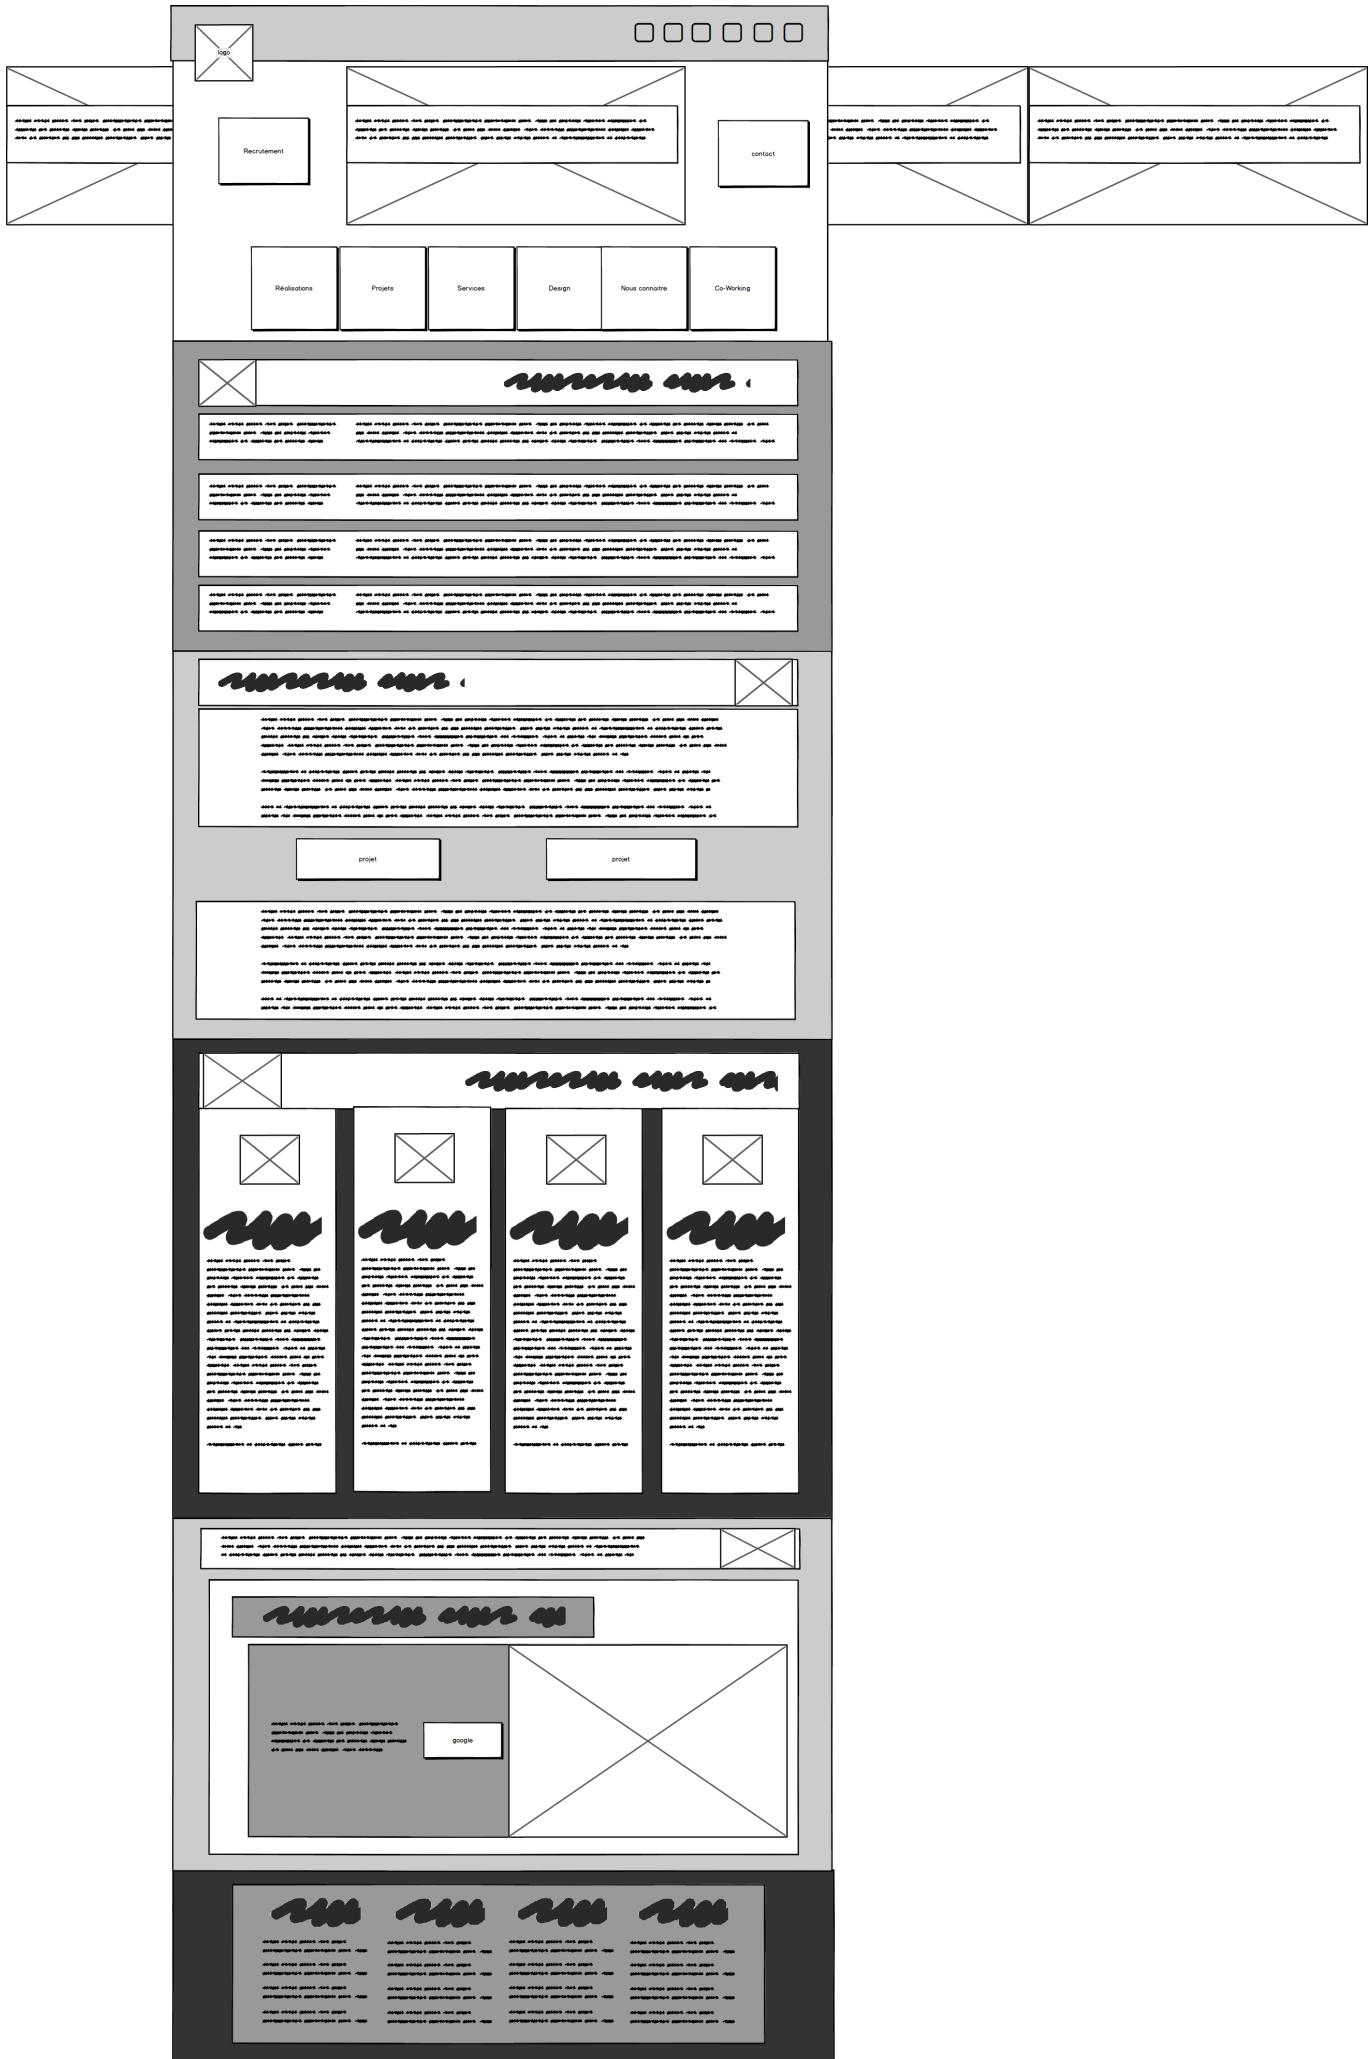 logo
Recrutement
contact
Réalisations
Projets
Services
Design
Nous connaitre
Co-Working
projet
projet
google